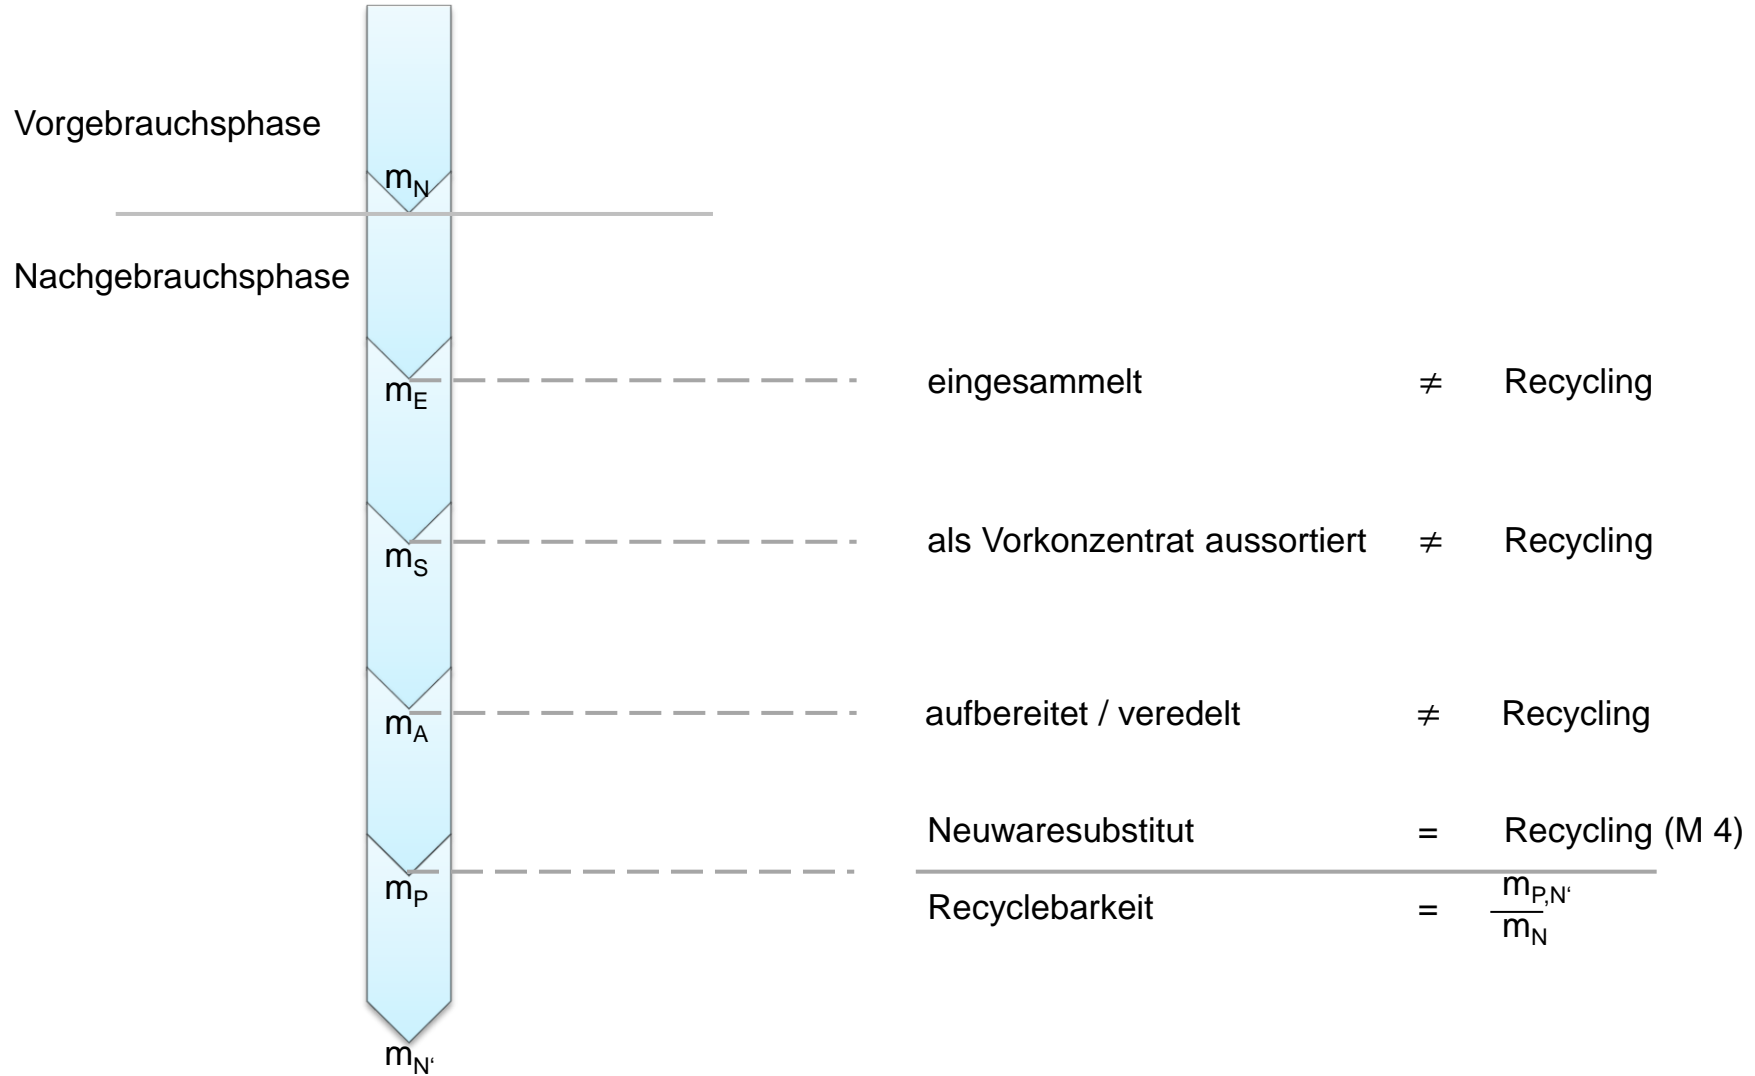 Vorgebrauchsphase
m_N
Nachgebrauchsphase
m_E eingesammelt ≠ Recycling
m_S als Vorkonzentrat aussortiert ≠ Recycling
m_A aufbereitet / veredelt ≠ Recycling
Neuwaresubstitut = Recycling (M 4)
m_P
Recyclebarkeit = m_P,N‘
m_N
m_N‘